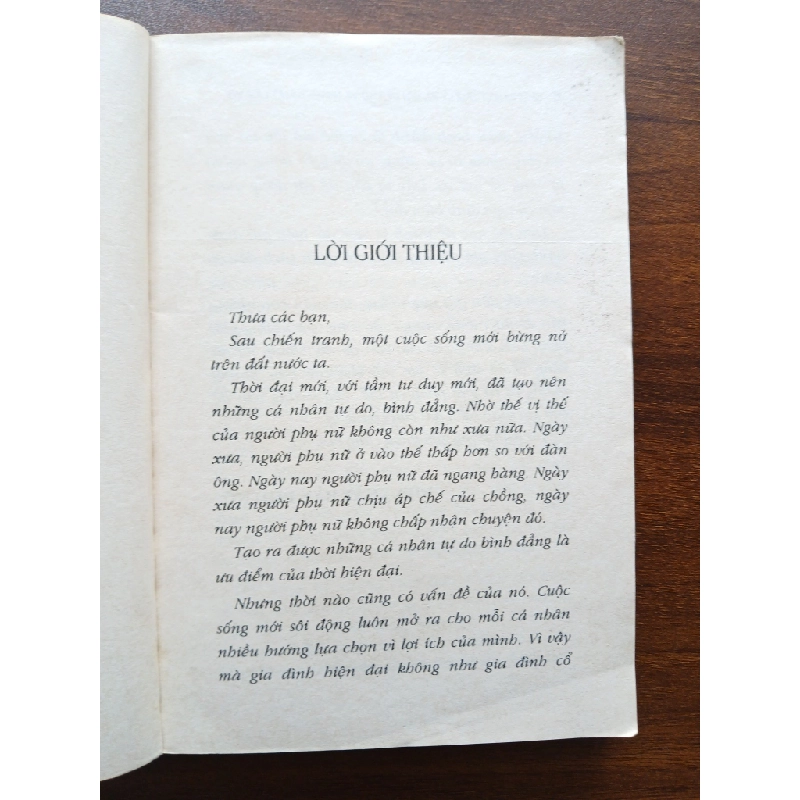 LỜI GIỚI THIỆU
Thưa các bạn,
Sau chiến tranh, một cuộc sống mới bừng nở
trên đất nước ta.
Thời đại mới, với tầm tư duy mới, đã tạo nên
những cá nhân tự do, bình đẳng. Nhờ thế vị thế
của người phụ nữ không còn như xưa nữa. Ngày
xưa, người phụ nữ ở vào thế thấp hơn so với đàn
ông. Ngày nay người phụ nữ đã ngang hàng. Ngày
xưa người phụ nữ chịu áp chế của chồng, ngày
nay người phụ nữ không chấp nhân chuyện đó.
Tao ra được những cá nhân tự do bình đẳng là
ưu điểm của thời hiện đại.
Nhưng thời nào cũng có vấn đề của nó. Cuộc
sống mới sôi động luôn mở ra cho mỗi cá nhân
nhiều hướng lựa chọn vì lợi ích của mình. Vì vậy
mà gia đình hiện đại không như gia đình cổ